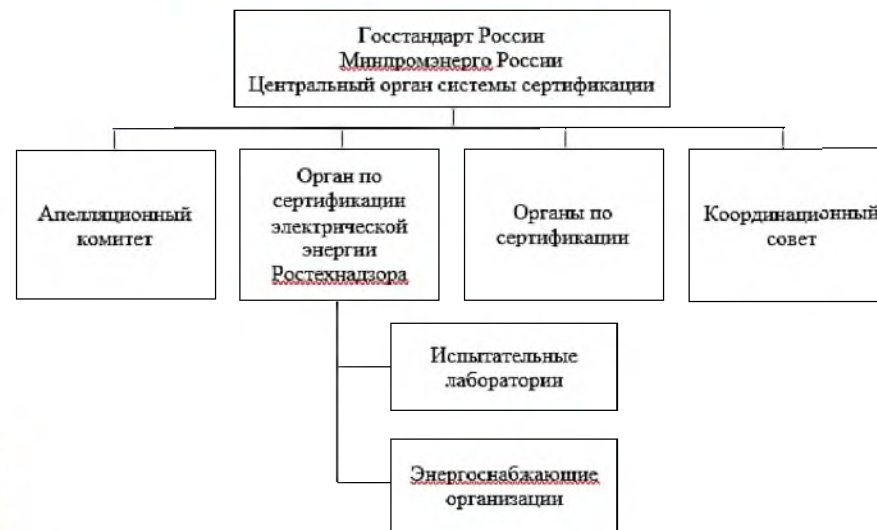 Госстандарт России
Минпромэнерго России
Центральный орган системы сертификации
Апелляционный
комитет
Орган по
сертификации
электрической
энергии
Ростехнадзора
Органы по
сертификации
Координационный
совет
Испытательные
лаборатории
Энергоснабжающие
организации